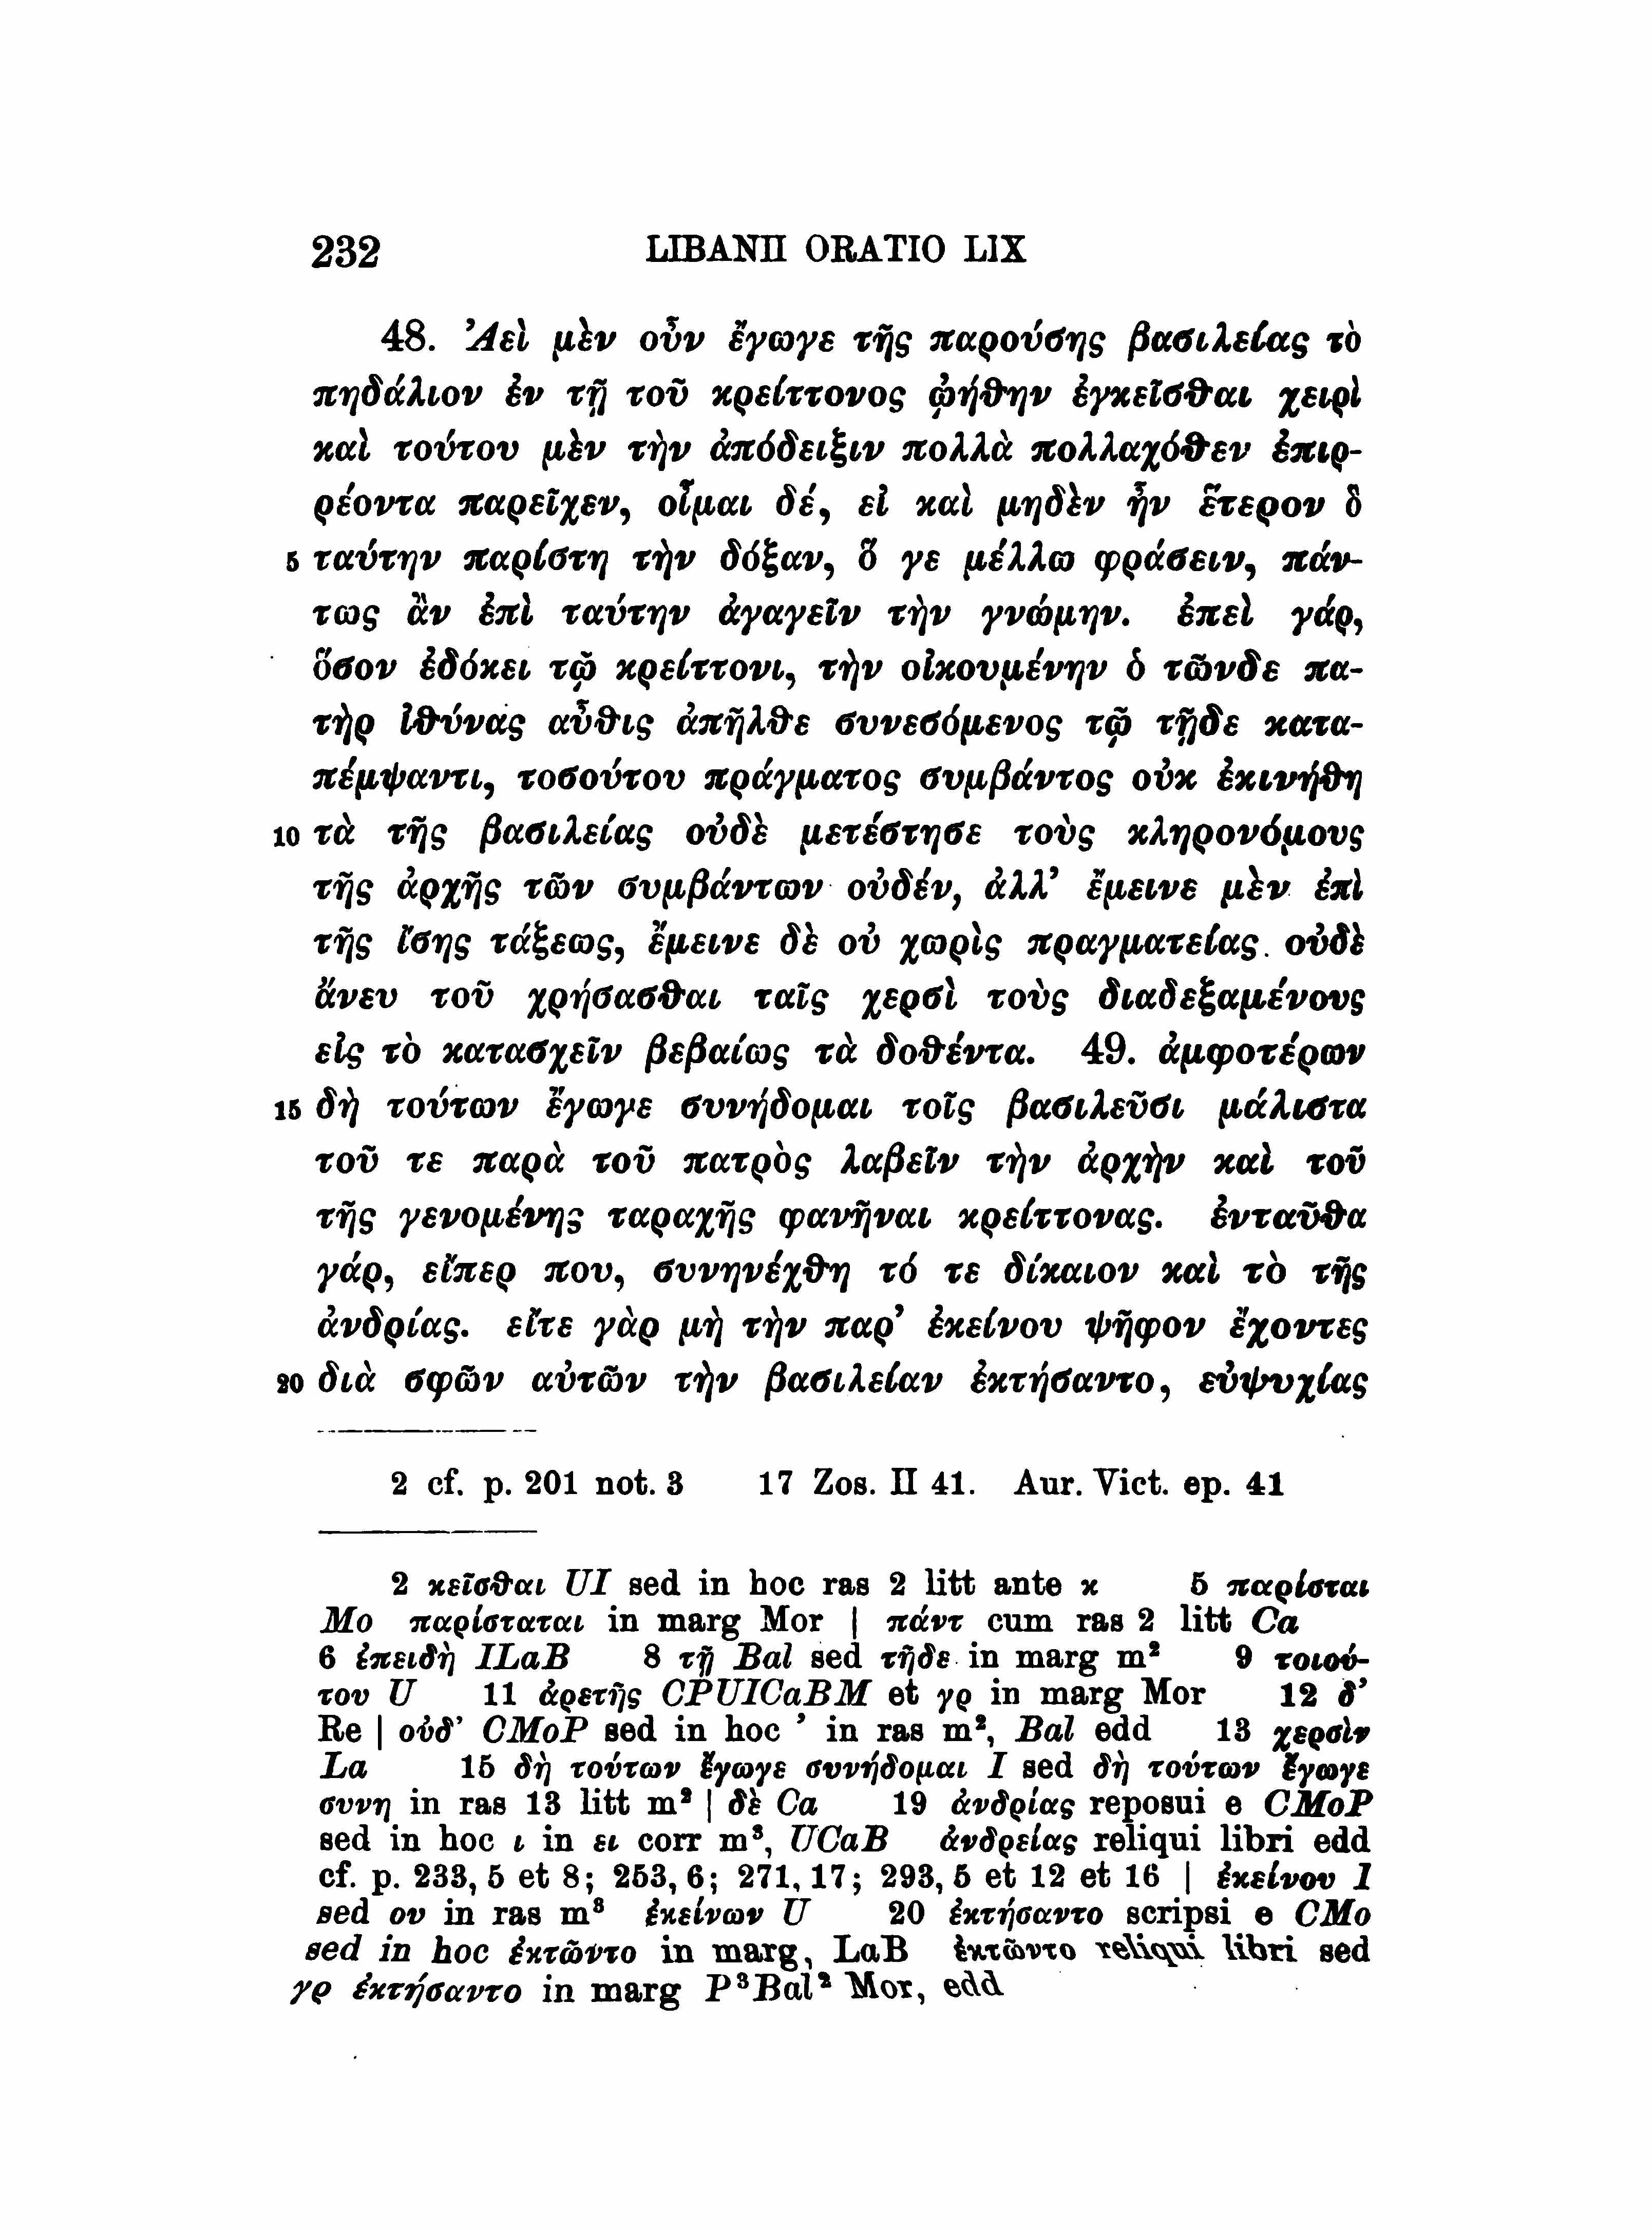 232 LIBANII ORATIO LIX
48. Ἀεὶ μὲν οὖν ἔγωγε τῆς παρούσης βασιλείας τὸ
πηδάλιον ἐν τῇ τοῦ κρείττονος ᾠήθην ἐγκεῖσθαι χειρὶ
καὶ τούτου μὲν τὴν ἀπόδειξιν πολλὰ πολλαχόθεν ἐπιρ-
ρέοντα παρεῖχεν, οἶμαι δέ, εἰ καὶ μηδὲν ἦν ἕτερον ὃ
5 ταύτην παρίστη τὴν δόξαν, ὅ γε μέλλω φράσειν, πάν-
τως ἂν ἐπὶ ταύτην ἀγαγεῖν τὴν γνώμην. ἐπεὶ γάρ,
ὅσον ἐδόκει τῷ κρείττονι, τὴν οἰκουμένην ὁ τῶνδε πα-
τὴρ ἰθύνας αὖθις ἀπῆλθε συνεσόμενος τῷ τῇδε κατα-
πέμψαντι, τοσούτου πράγματος συμβάντος οὐκ ἐκινήθη
10 τὰ τῆς βασιλείας οὐδὲ μετέστησε τοὺς κληρονόμους
τῆς ἀρχῆς τῶν συμβάντων οὐδέν, ἀλλ’ ἔμεινε μὲν ἐπὶ
τῆς ἴσης τάξεως, ἔμεινε δὲ οὐ χωρὶς πραγματείας οὐδὲ
ἄνευ τοῦ χρήσασθαι ταῖς χερσὶ τοὺς διαδεξαμένους
εἰς τὸ κατασχεῖν βεβαίως τὰ δοθέντα. 49. ἀμφοτέρων
15 δὴ τούτων ἔγωγε συνήδομαι τοῖς βασιλεῦσι μάλιστα
τοῦ τε παρὰ τοῦ πατρὸς λαβεῖν τὴν ἀρχὴν καὶ τοῦ
τῆς γενομένης ταραχῆς φανῆναι κρείττονας. ἐνταῦθα
γάρ, εἴπερ που, συνηνέχθη τό τε δίκαιον καὶ τὸ τῆς
ἀνδρίας. εἴτε γὰρ μὴ τὴν παρ’ ἐκείνου ψῆφον ἔχοντες
20 διὰ σφῶν αὐτῶν τὴν βασιλείαν ἐκτήσαντο, εὐψυχίας
2 cf. p. 201 not. 3 17 Zos. II 41. Aur. Vict. ep. 41
2 κεῖσθαι UI sed in hoc ras 2 litt ante κ 5 παρίσται
Mo παρίσταται in marg Mor | πάντ cum ras 2 litt Ca
6 ἐπειδὴ ILaB 8 τῇ Bal sed τῇδε in marg m² 9 τοιού-
του U 11 ἀρετῆς CPUICaBM et γρ in marg Mor 12 δ’
Re | οὐδ’ CMoP sed in hoc ’ in ras m², Bal edd 13 χερσὶν
La 15 δὴ τούτων ἔγωγε συνήδομαι I sed δὴ τούτων ἔγωγε
συνη in ras 13 litt m² | δὲ Ca 19 ἀνδρίας reposui e CMoP
sed in hoc ι in ει corr m³, UCaB ἀνδρείας reliqui libri edd
cf. p. 233, 5 et 8; 253, 6; 271, 17; 293, 5 et 12 et 16 | ἐκείνου I
sed ου in ras m³ ἐκείνων U 20 ἐκτήσαντο scripsi e CMo
sed in hoc ἐκτῶντο in marg, LaB ἐκτῶντο reliqui libri sed
γρ ἐκτήσαντο in marg P³Bal² Mor, edd